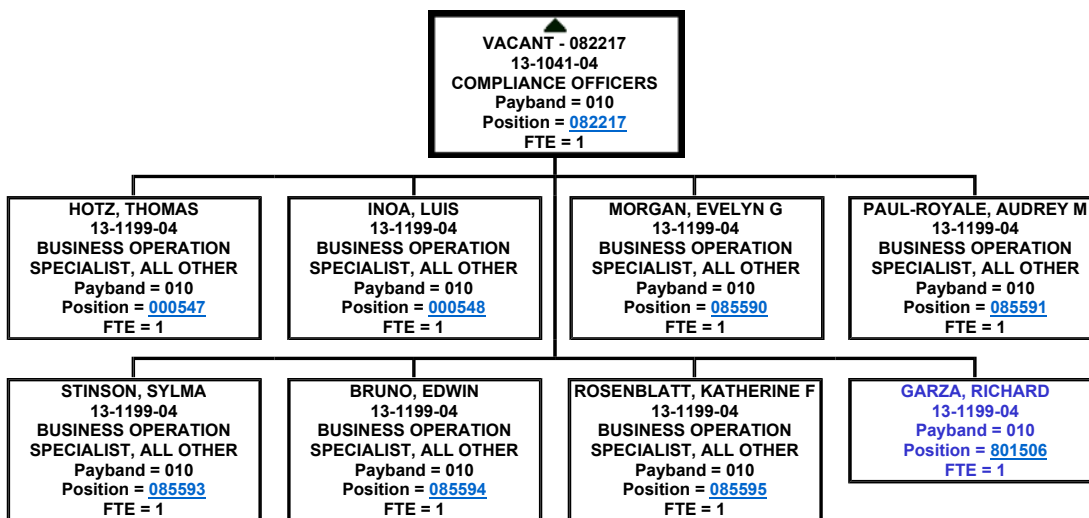 VACANT - 082217
13-1041-04
COMPLIANCE OFFICERS
Payband = 010
Position = 082217
FTE = 1
HOTZ, THOMAS
13-1199-04
BUSINESS OPERATION
SPECIALIST, ALL OTHER
Payband = 010
Position = 000547
FTE = 1
INOA, LUIS
13-1199-04
BUSINESS OPERATION
SPECIALIST, ALL OTHER
Payband = 010
Position = 000548
FTE = 1
MORGAN, EVELYN G
13-1199-04
BUSINESS OPERATION
SPECIALIST, ALL OTHER
Payband = 010
Position = 085590
FTE = 1
PAUL-ROYALE, AUDREY M
13-1199-04
BUSINESS OPERATION
SPECIALIST, ALL OTHER
Payband = 010
Position = 085591
FTE = 1
STINSON, SYLMA
13-1199-04
BUSINESS OPERATION
SPECIALIST, ALL OTHER
Payband = 010
Position = 085593
FTE = 1
BRUNO, EDWIN
13-1199-04
BUSINESS OPERATION
SPECIALIST, ALL OTHER
Payband = 010
Position = 085594
FTE = 1
ROSENBLATT, KATHERINE F
13-1199-04
BUSINESS OPERATION
SPECIALIST, ALL OTHER
Payband = 010
Position = 085595
FTE = 1
GARZA, RICHARD
13-1199-04
Payband = 010
Position = 801506
FTE = 1